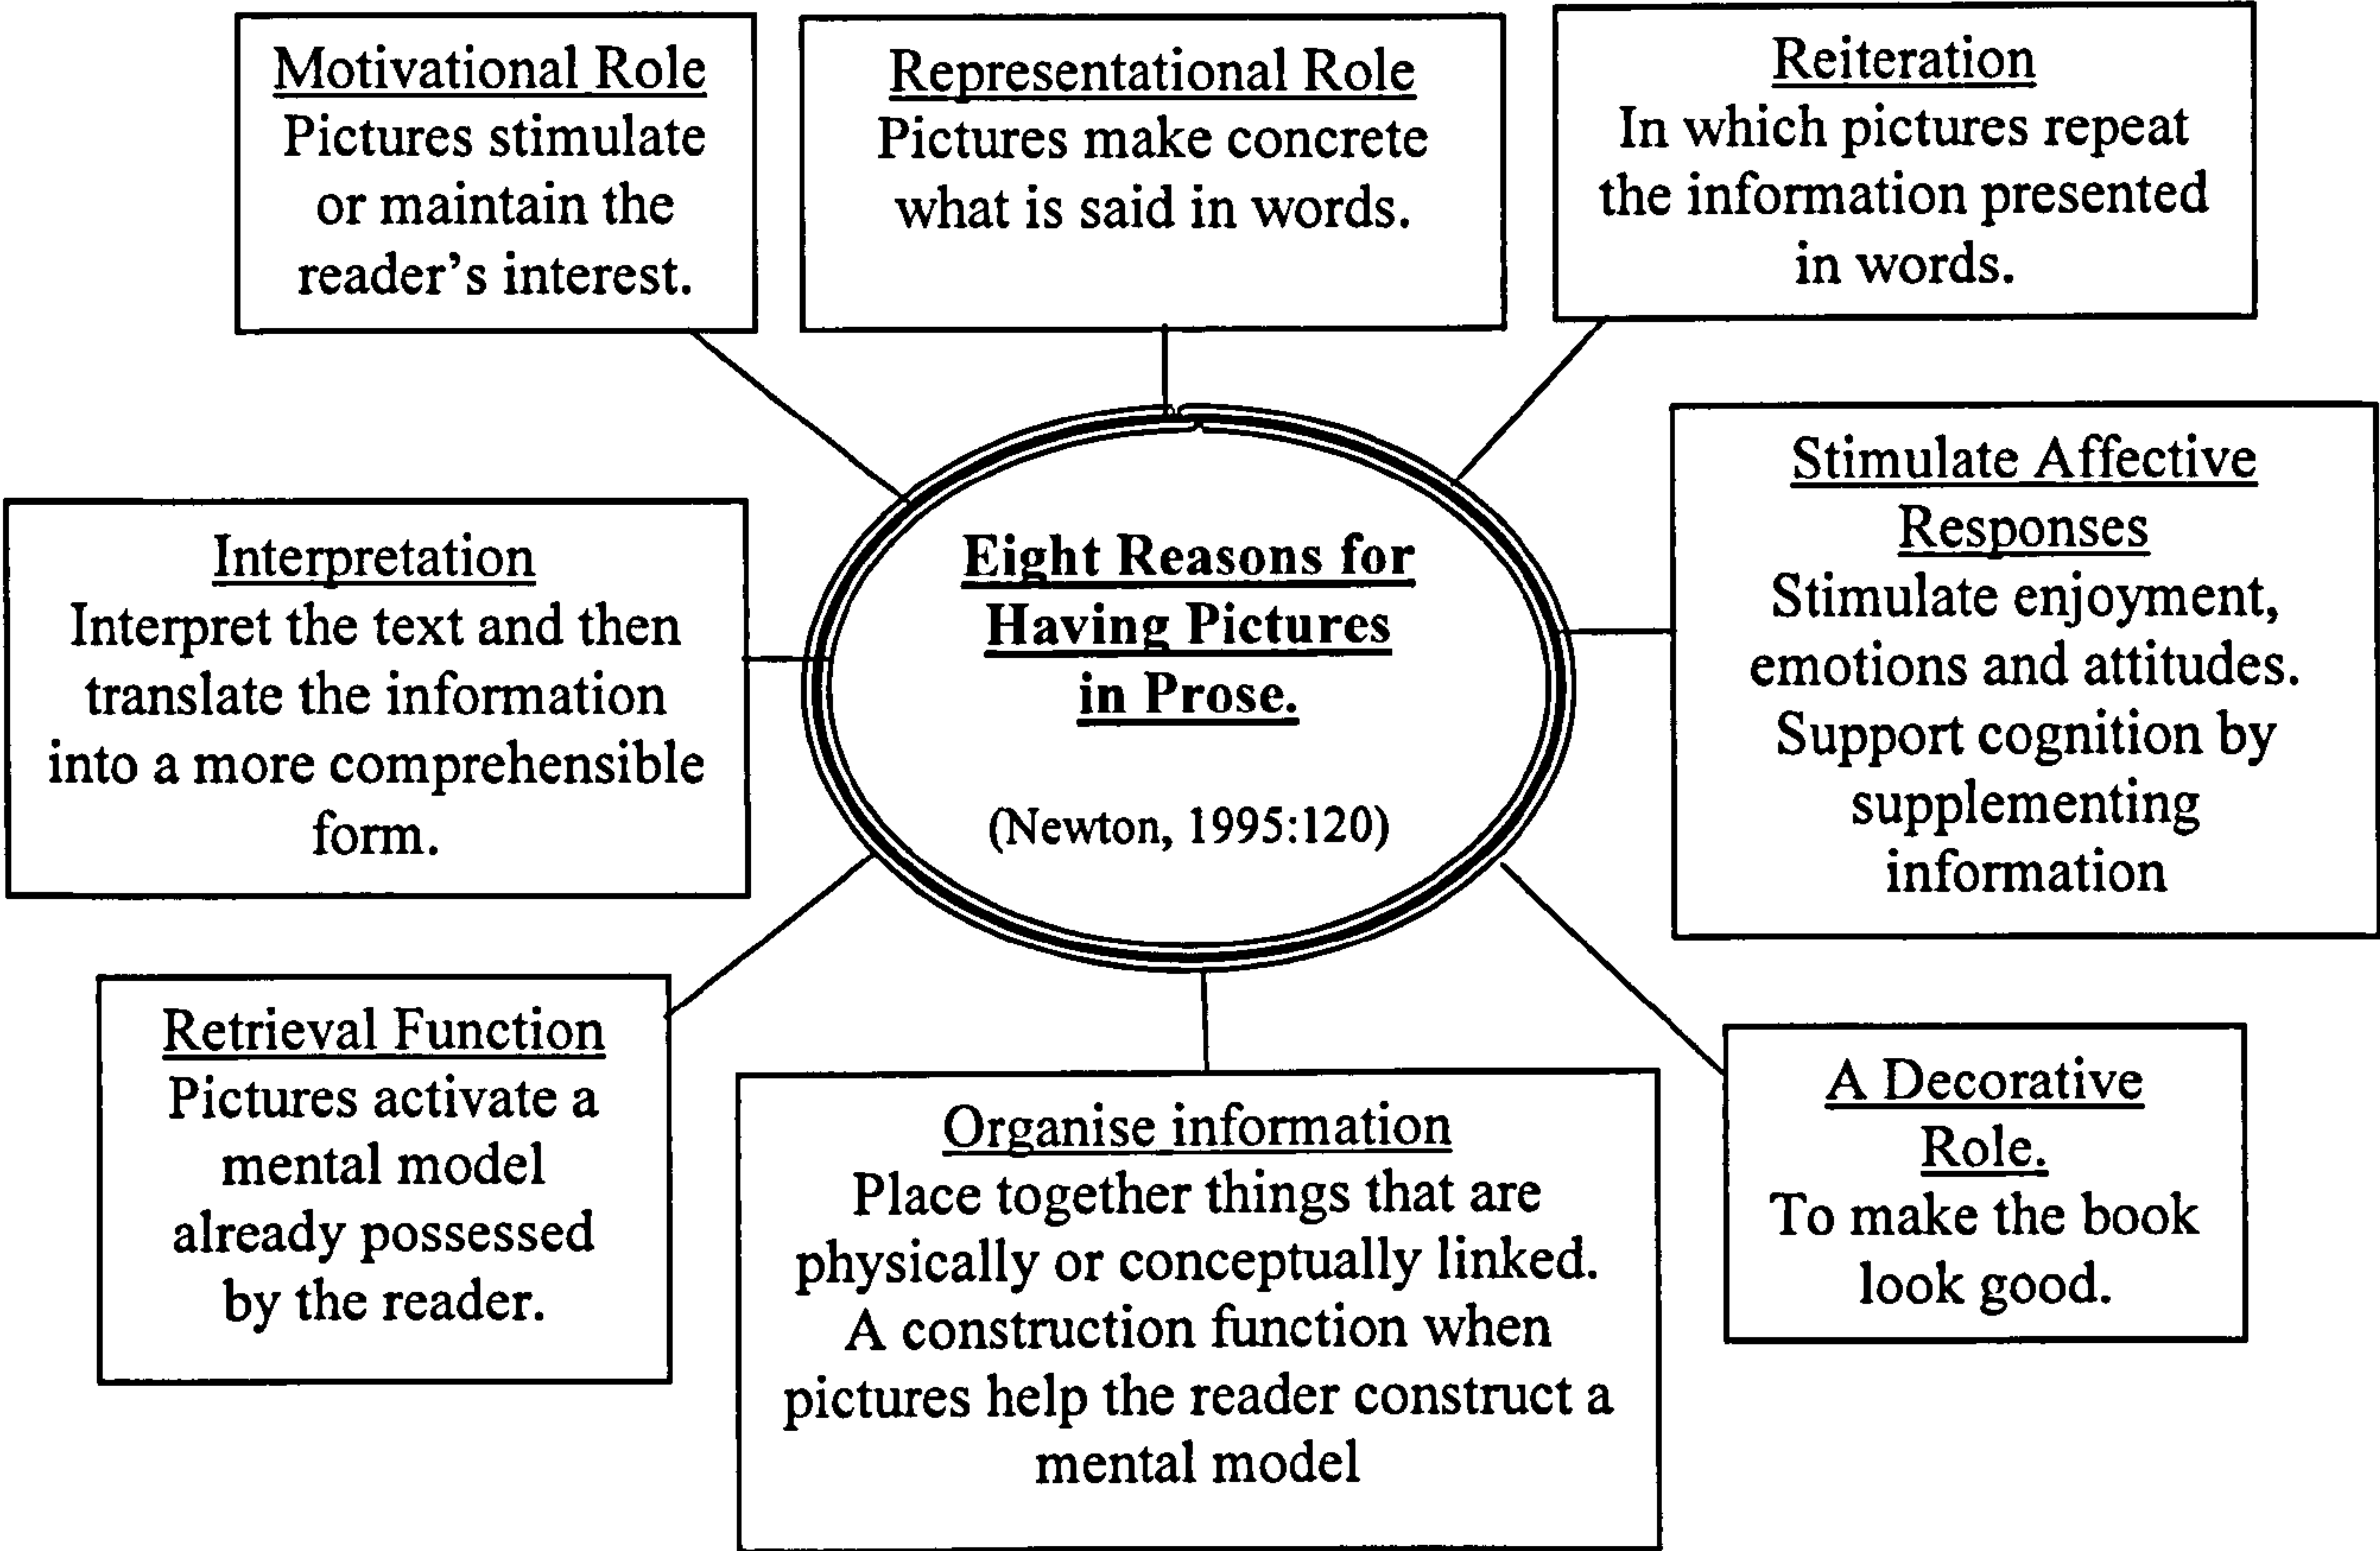 Motivational Role
Pictures stimulate
or maintain the
reader's interest.
Representational Role
Pictures make concrete
what is said in words.
Reiteration
In which pictures repeat
the information presented
in words.
Interpretation
Interpret the text and then
translate the information
into a more comprehensible
form.
Eight Reasons for
Having Pictures
in Prose.
(Newton, 1995:120)
Stimulate Affective
Responses
Stimulate enjoyment,
emotions and attitudes.
Support cognition by
supplementing
information
Retrieval Function
Pictures activate a
mental model
already possessed
by the reader.
Organise information
Place together things that are
physically or conceptually linked.
A construction function when
pictures help the reader construct a
mental model
A Decorative
Role.
To make the book
look good.